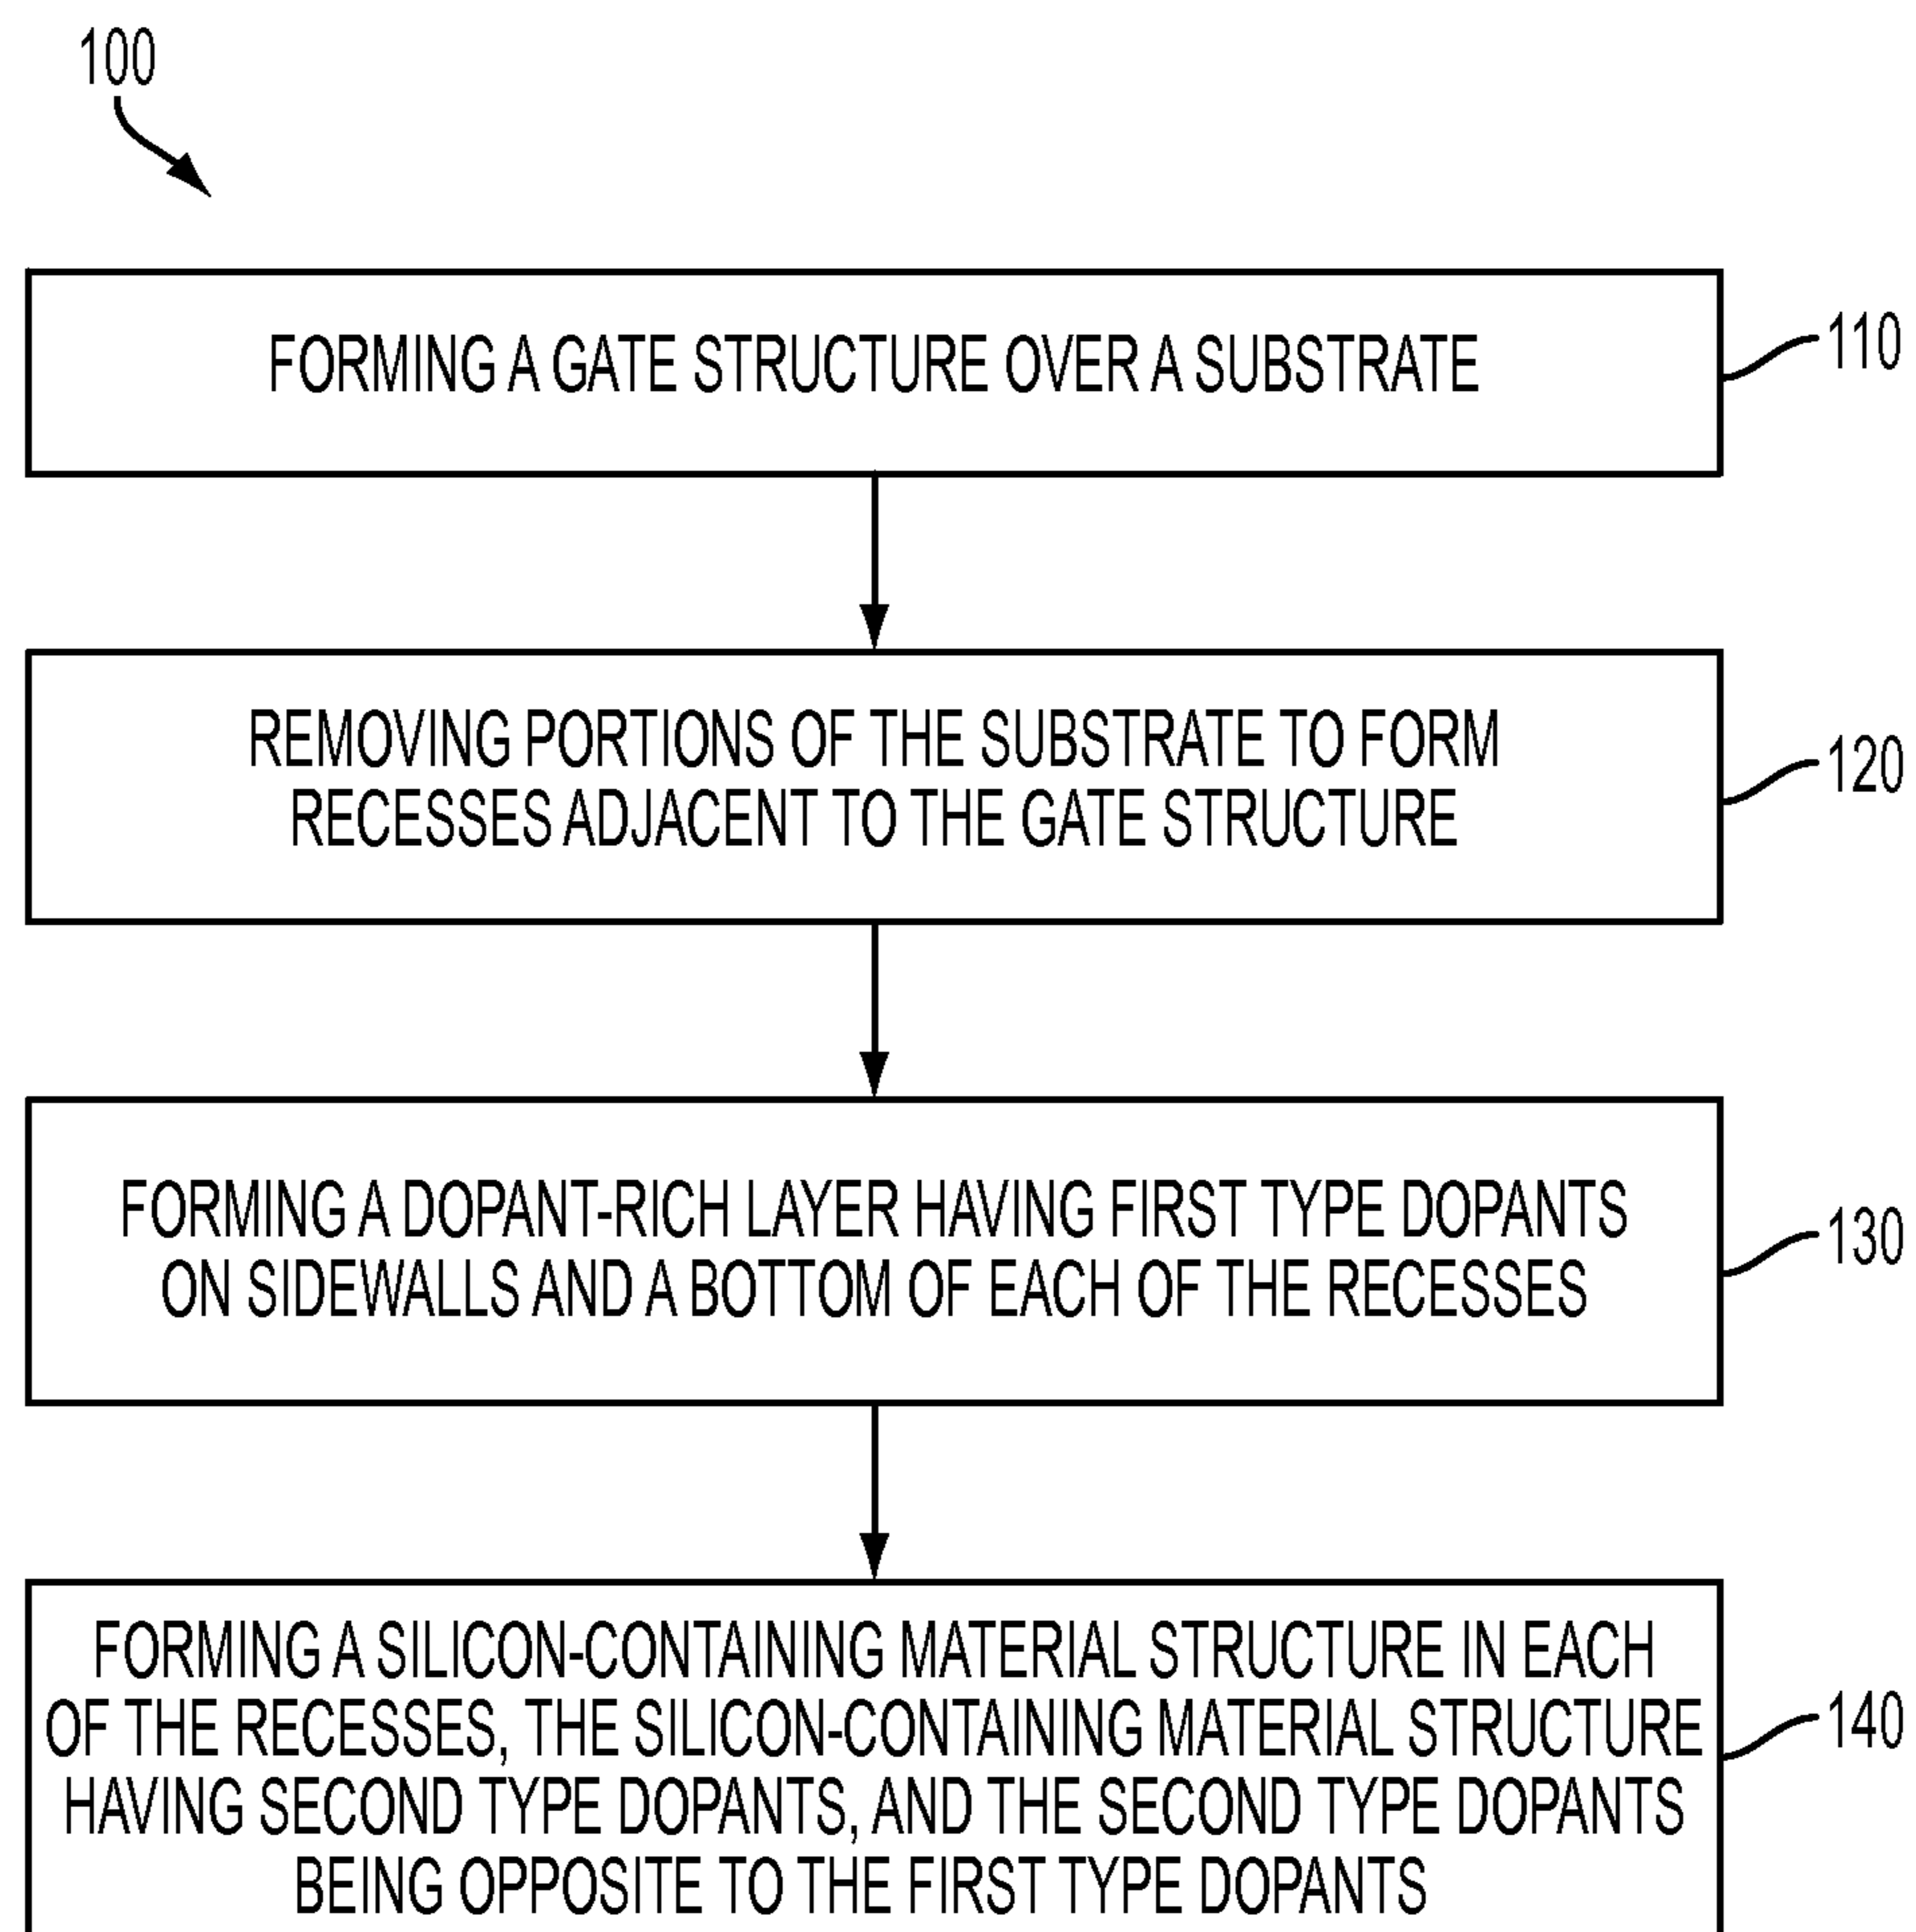 100
FORMING A GATE STRUCTURE OVER A SUBSTRATE
110
REMOVING PORTIONS OF THE SUBSTRATE TO FORM
RECESSES ADJACENT TO THE GATE STRUCTURE
120
FORMING A DOPANT-RICH LAYER HAVING FIRST TYPE DOPANTS
ON SIDEWALLS AND A BOTTOM OF EACH OF THE RECESSES
130
FORMING A SILICON-CONTAINING MATERIAL STRUCTURE IN EACH
OF THE RECESSES, THE SILICON-CONTAINING MATERIAL STRUCTURE
HAVING SECOND TYPE DOPANTS, AND THE SECOND TYPE DOPANTS
BEING OPPOSITE TO THE FIRST TYPE DOPANTS
140